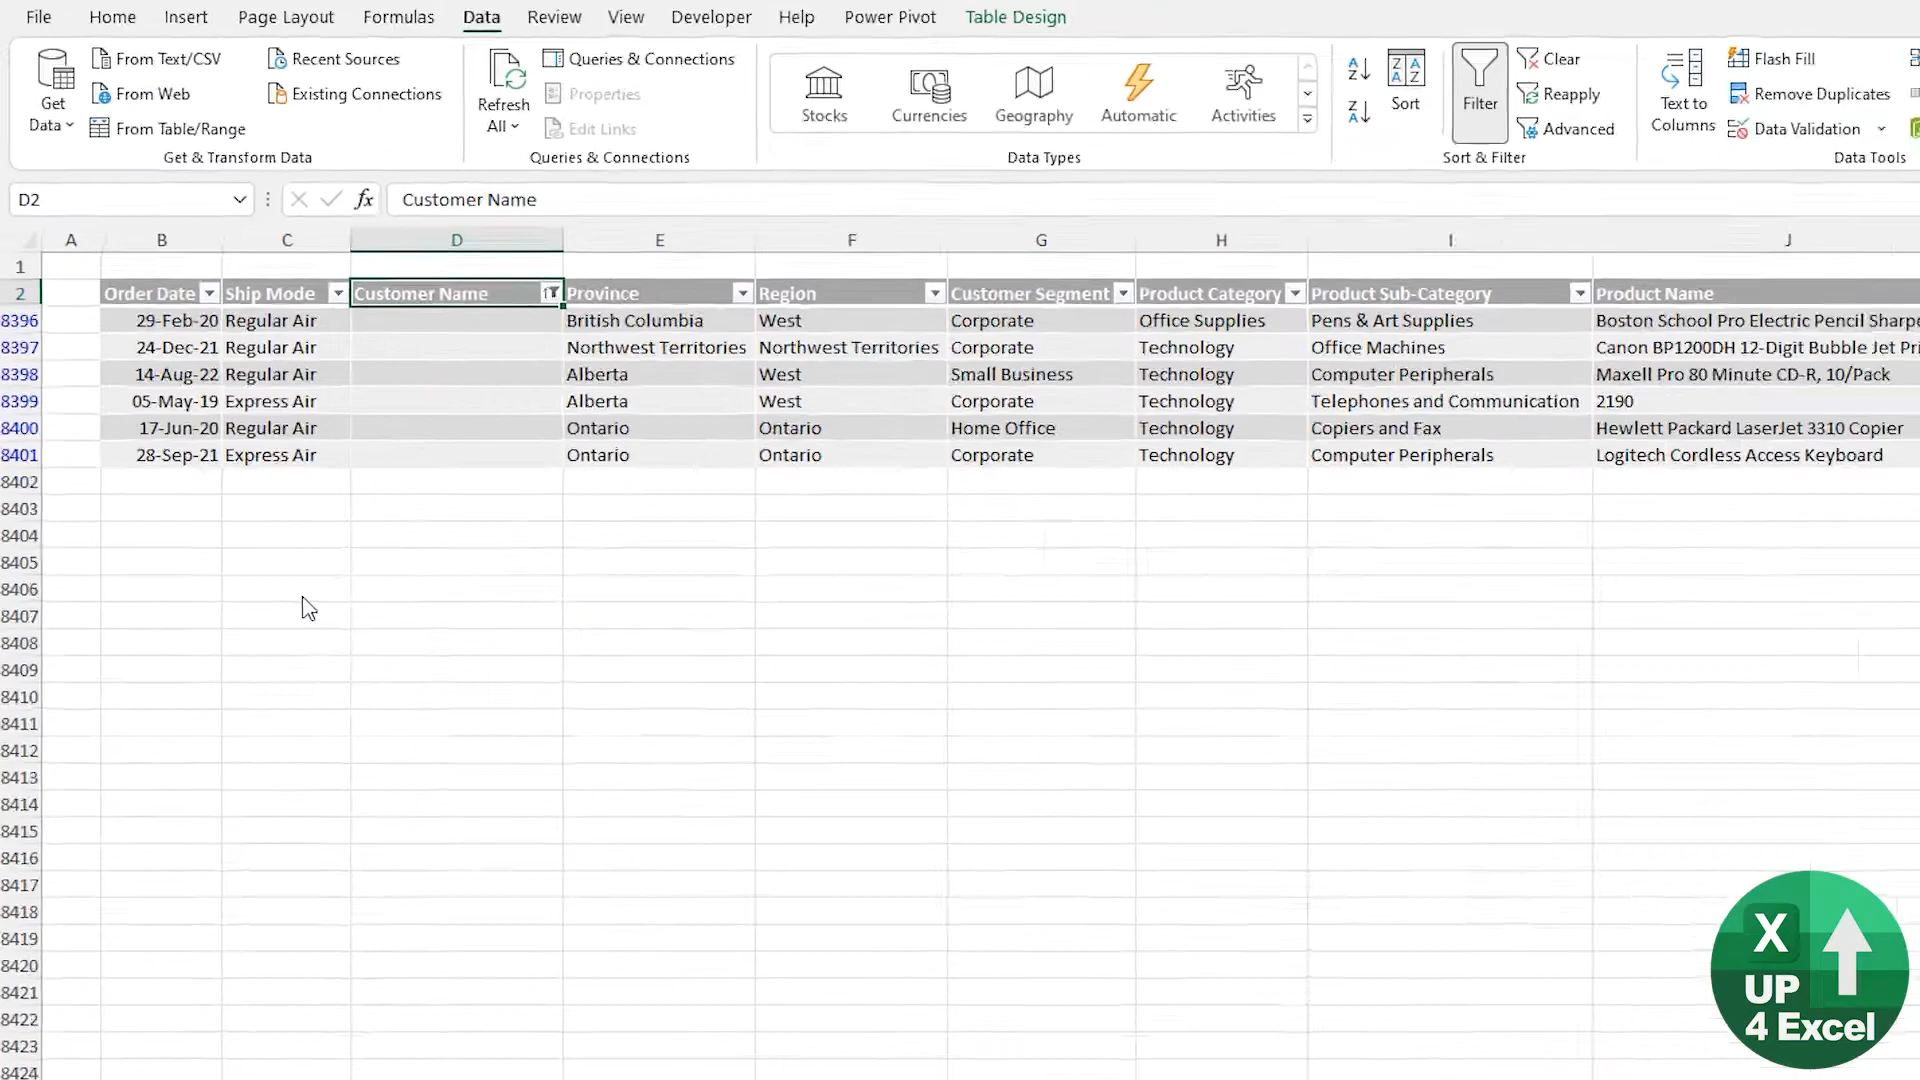 File Home Insert Page Layout Formulas Data Review View Developer Help Power Pivot Table Design
Get Data
From Text/CSV
From Web
From Table/Range
Recent Sources
Existing Connections
Get & Transform Data
Refresh All
Queries & Connections
Properties
Edit Links
Queries & Connections
Stocks Currencies Geography Automatic Activities
Data Types
Sort
Filter
Clear
Reapply
Advanced
Sort & Filter
Text to Columns
Flash Fill
Remove Duplicates
Data Validation
Data Tools
D2 fx Customer Name
A B C D E F G H I J
1
2 Order Date Ship Mode Customer Name Province Region Customer Segment Product Category Product Sub-Category Product Name
8396 29-Feb-20 Regular Air British Columbia West Corporate Office Supplies Pens & Art Supplies Boston School Pro Electric Pencil Sharpe
8397 24-Dec-21 Regular Air Northwest Territories Northwest Territories Corporate Technology Office Machines Canon BP1200DH 12-Digit Bubble Jet Pri
8398 14-Aug-22 Regular Air Alberta West Small Business Technology Computer Peripherals Maxell Pro 80 Minute CD-R, 10/Pack
8399 05-May-19 Express Air Alberta West Corporate Technology Telephones and Communication 2190
8400 17-Jun-20 Regular Air Ontario Ontario Home Office Technology Copiers and Fax Hewlett Packard LaserJet 3310 Copier
8401 28-Sep-21 Express Air Ontario Ontario Corporate Technology Computer Peripherals Logitech Cordless Access Keyboard
8402
8403
8404
8405
8406
8407
8408
8409
8410
8411
8412
8413
8414
8415
8416
8417
8418
8419
8420
8421
8422
8423
8424
X
UP
4 Excel